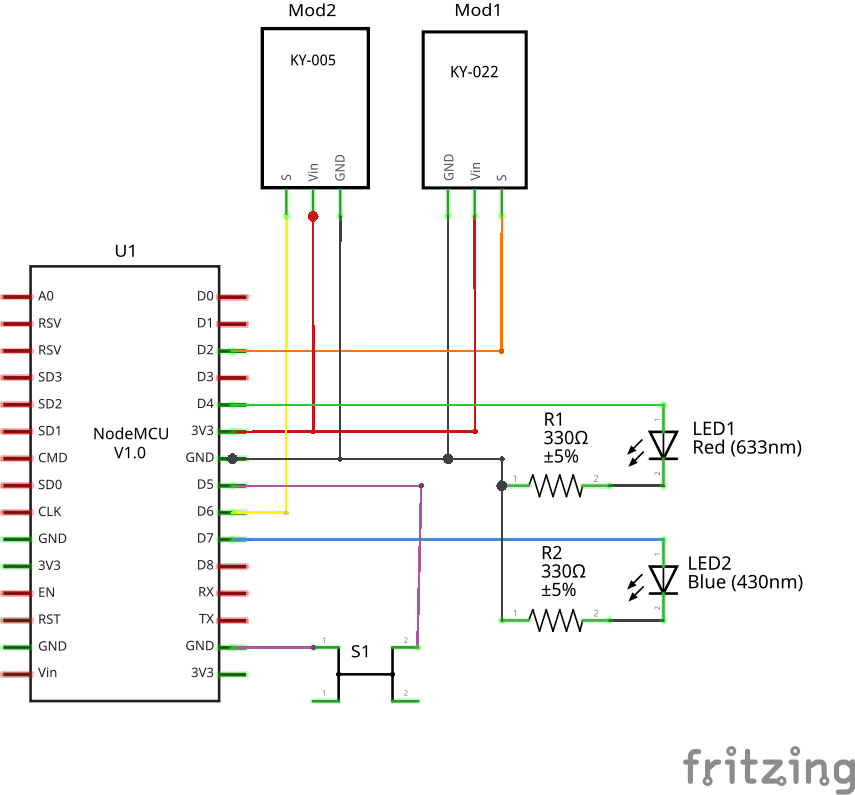 Mod2
Mod1
KY-005
KY-022
S
Vin
GND
GND
Vin
S
U1
A0
D0
RSV
D1
RSV
D2
SD3
D3
SD2
D4
SD1
3V3
CMD
GND
SD0
D5
CLK
D6
GND
D7
3V3
D8
EN
RX
RST
TX
GND
GND
Vin
3V3
NodeMCU
V1.0
R1
330Ω
±5%
1
2
LED1
Red (633nm)
1
2
R2
330Ω
±5%
1
2
LED2
Blue (430nm)
1
2
S1
1
2
1
2
fritzing